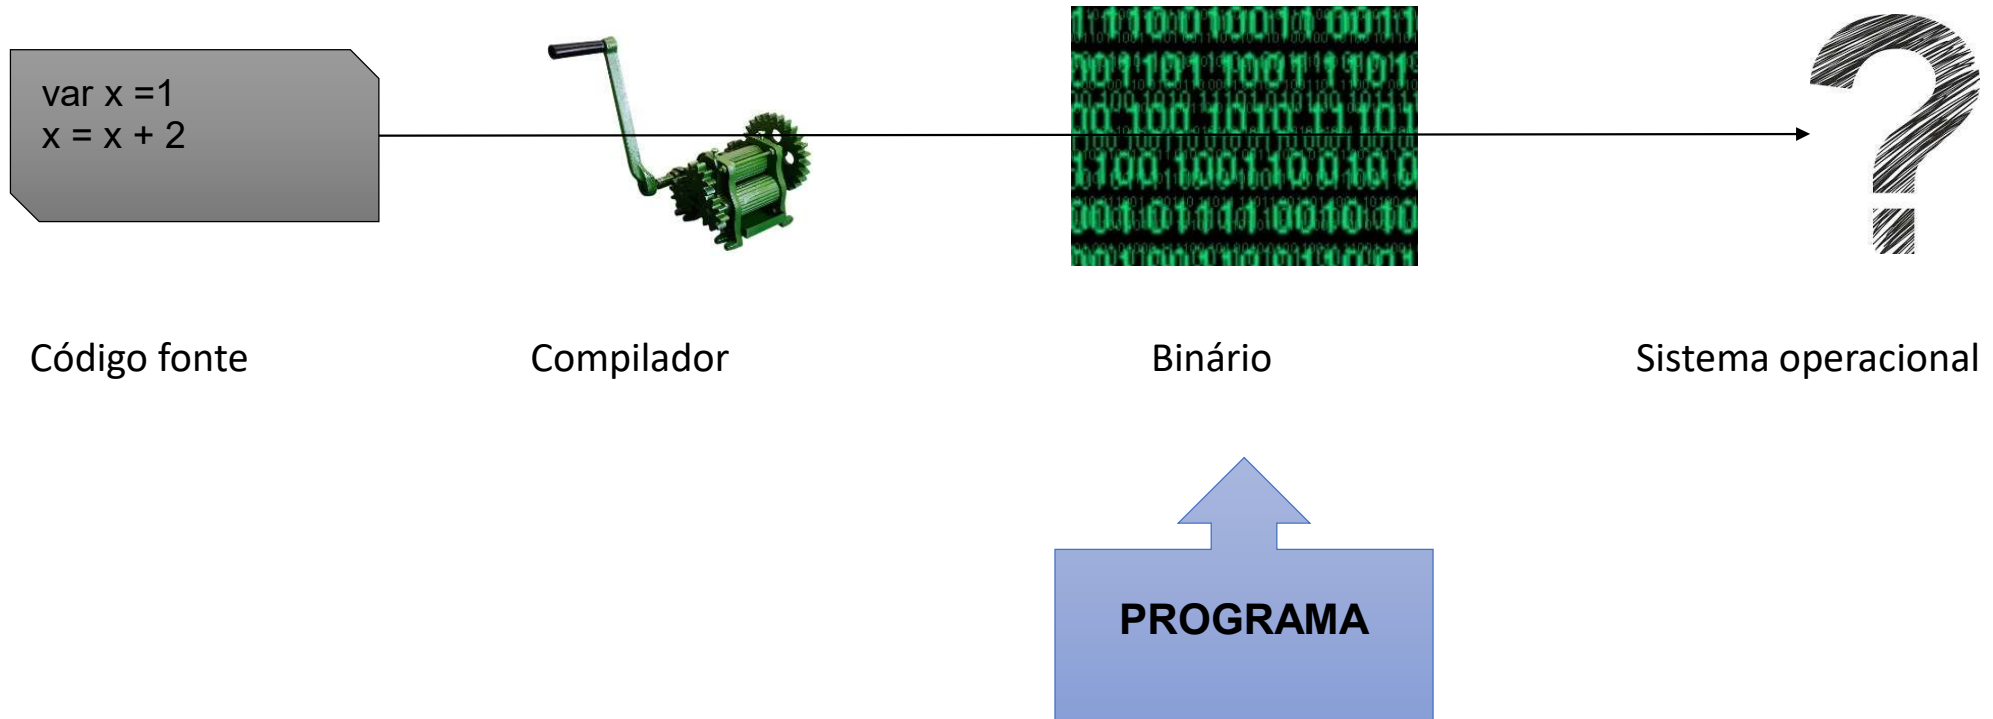 var x =1
x = x + 2
Código fonte
Compilador
Binário
Sistema operacional
PROGRAMA